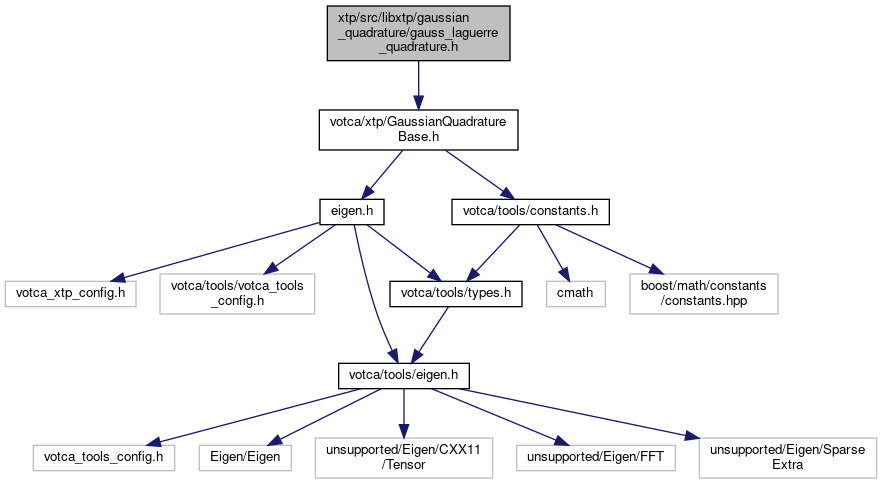 xtp/src/libxtp/gaussian
_quadrature/gauss_laguerre
_quadrature.h
votca/xtp/GaussianQuadrature
Base.h
eigen.h
votca/tools/constants.h
votca_xtp_config.h
votca/tools/votca_tools
_config.h
votca/tools/types.h
cmath
boost/math/constants
/constants.hpp
votca/tools/eigen.h
votca_tools_config.h
Eigen/Eigen
unsupported/Eigen/CXX11
/Tensor
unsupported/Eigen/FFT
unsupported/Eigen/Sparse
Extra